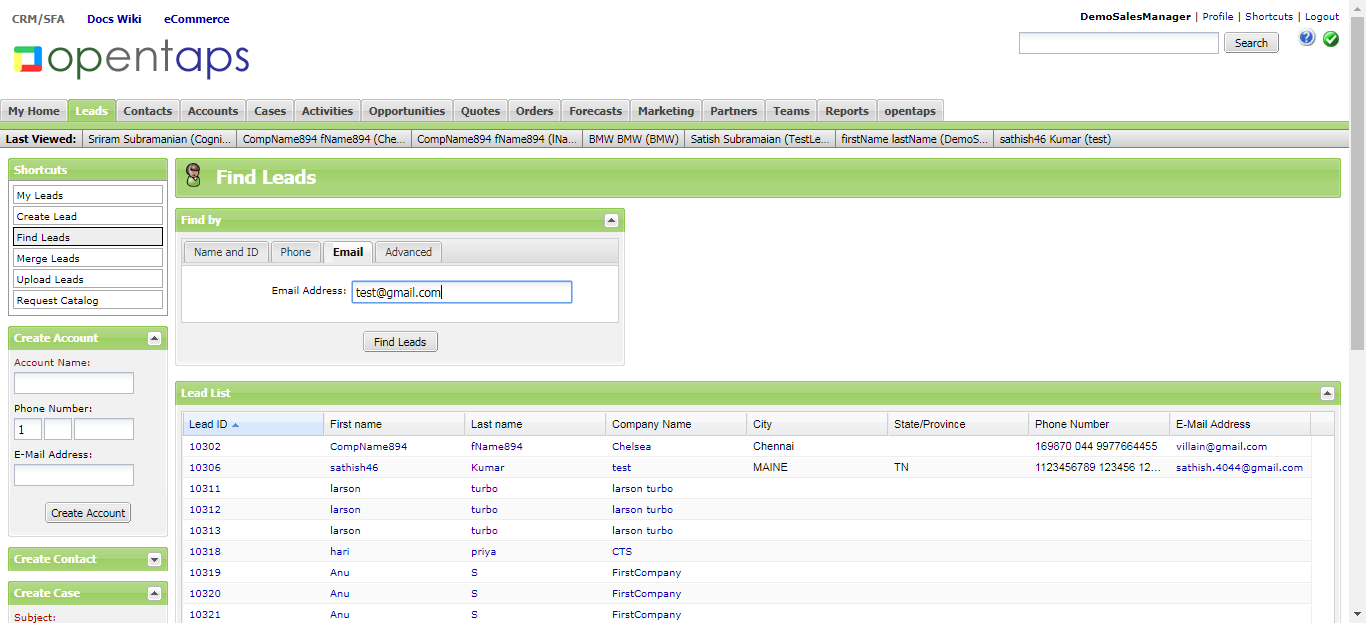 CRM/SFA Docs Wiki eCommerce
DemoSalesManager | Profile | Shortcuts | Logout
opentaps
Search
My Home Leads Contacts Accounts Cases Activities Opportunities Quotes Orders Forecasts Marketing Partners Teams Reports opentaps
Last Viewed: Sriram Subramanian (Cogni... CompName894 fName894 (Che... CompName894 fName894 (lNa... BMW BMW (BMW) Satish Subramaian (TestLe... firstName lastName (DemoS... sathish46 Kumar (test)
Shortcuts
My Leads
Create Lead
Find Leads
Merge Leads
Upload Leads
Request Catalog
Create Account
Account Name:
Phone Number:
1
E-Mail Address:
Create Account
Create Contact
Create Case
Subject:
Find Leads
Find by
Name and ID Phone Email Advanced
Email Address: test@gmail.com
Find Leads
Lead List
Lead ID First name Last name Company Name City State/Province Phone Number E-Mail Address
10302 CompName894 fName894 Chelsea Chennai 169870 044 9977664455 villain@gmail.com
10306 sathish46 Kumar test MAINE TN 1123456789 123456 12... sathish.4044@gmail.com
10311 larson turbo larson turbo
10312 larson turbo larson turbo
10313 larson turbo larson turbo
10318 hari priya CTS
10319 Anu S FirstCompany
10320 Anu S FirstCompany
10321 Anu S FirstCompany